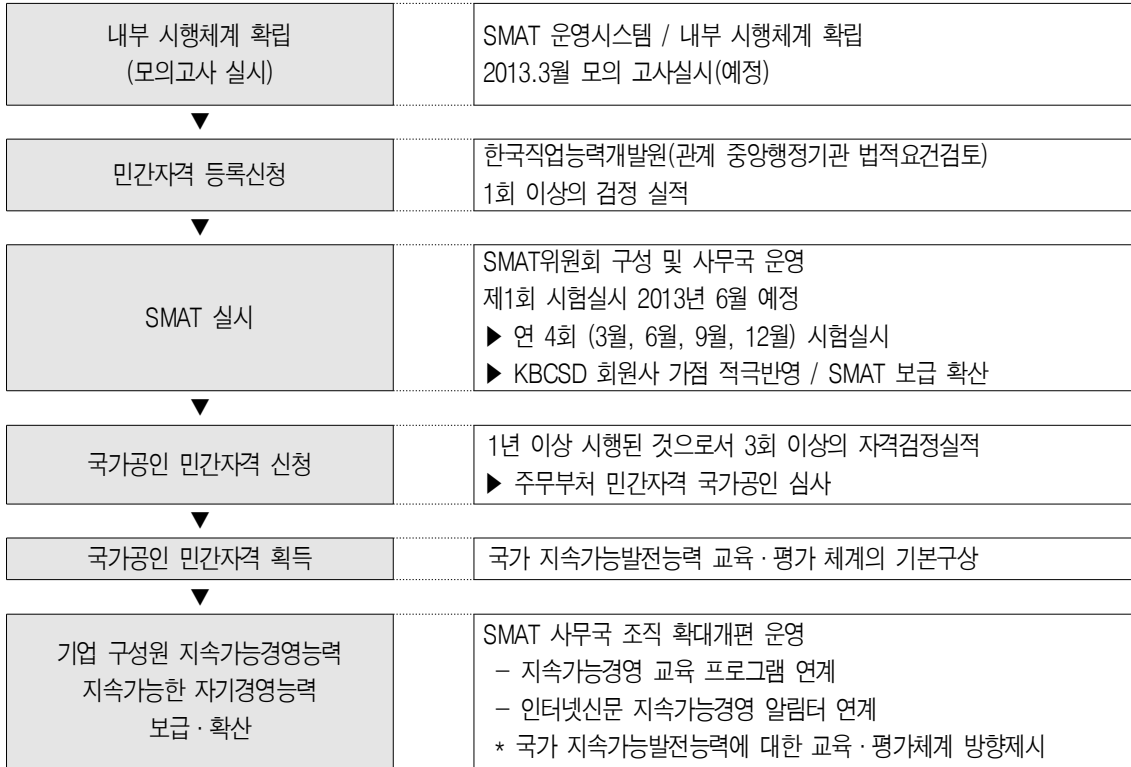 내부 시행체계 확립
(모의고사 실시)
SMAT 운영시스템 / 내부 시행체계 확립
2013.3월 모의 고사실시(예정)
▼
민간자격 등록신청
한국직업능력개발원(관계 중앙행정기관 법적요건검토)
1회 이상의 검정 실적
▼
SMAT 실시
SMAT위원회 구성 및 사무국 운영
제1회 시험실시 2013년 6월 예정
▶ 연 4회 (3월, 6월, 9월, 12월) 시험실시
▶ KBCSD 회원사 가점 적극반영 / SMAT 보급 확산
▼
국가공인 민간자격 신청
1년 이상 시행된 것으로서 3회 이상의 자격검정실적
▶ 주무부처 민간자격 국가공인 심사
▼
국가공인 민간자격 획득
국가 지속가능발전능력 교육·평가 체계의 기본구상
▼
기업 구성원 지속가능경영능력
지속가능한 자기경영능력
보급·확산
SMAT 사무국 조직 확대개편 운영
- 지속가능경영 교육 프로그램 연계
- 인터넷신문 지속가능경영 알림터 연계
* 국가 지속가능발전능력에 대한 교육·평가체계 방향제시